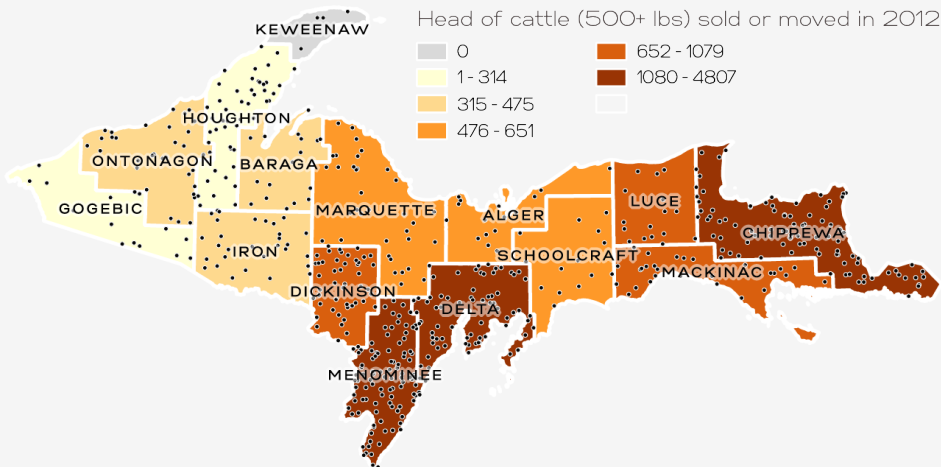 Head of cattle (500+ lbs) sold or moved in 2012
0
1 - 314
315 - 475
476 - 651
652 - 1079
1080 - 4807
KEWEENAW
HOUGHTON
ONTONAGON
BARAGA
GOGEBIC
IRON
MARQUETTE
ALGER
LUCE
CHIPPEWA
SCHOOLCRAFT
MACKINAC
DICKINSON
DELTA
MENOMINEE